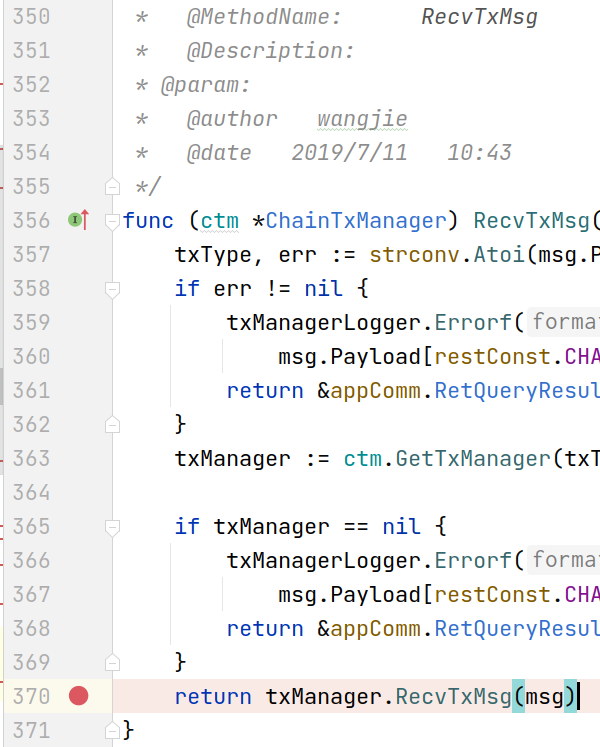 350 *   @MethodName:      RecvTxMsg
351 *   @Description:
352 * @param:
353 *   @author   wangjie
354 *   @date   2019/7/11   10:43
355 */
356 func (ctm *ChainTxManager) RecvTxMsg(
357     txType, err := strconv.Atoi(msg.P
358     if err != nil {
359         txManagerLogger.Errorf( forma
360             msg.Payload[restConst.CHA
361         return &appComm.RetQueryResul
362     }
363     txManager := ctm.GetTxManager(txT
364
365     if txManager == nil {
366         txManagerLogger.Errorf( forma
367             msg.Payload[restConst.CHA
368         return &appComm.RetQueryResul
369     }
370     return txManager.RecvTxMsg(msg)
371 }